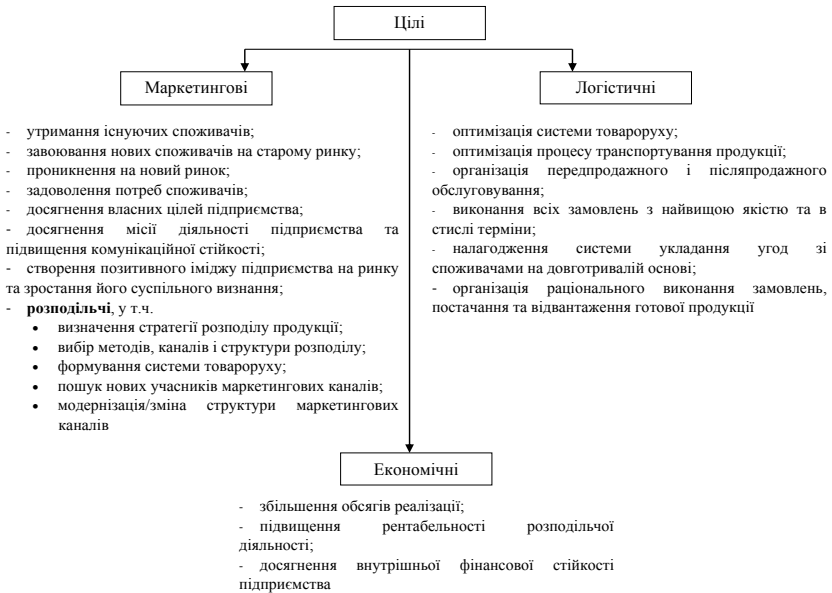 Цілі
Маркетингові
- утримання існуючих споживачів;
- завоювання нових споживачів на старому ринку;
- проникнення на новий ринок;
- задоволення потреб споживачів;
- досягнення власних цілей підприємства;
- досягнення місії діяльності підприємства та
підвищення комунікаційної стійкості;
- створення позитивного іміджу підприємства на ринку
та зростання його суспільного визнання;
- розподільчі, у т.ч.
• визначення стратегії розподілу продукції;
• вибір методів, каналів і структури розподілу;
• формування системи товароруху;
• пошук нових учасників маркетингових каналів;
• модернізація/зміна структури маркетингових
каналів
Логістичні
- оптимізація системи товароруху;
- оптимізація процесу транспортування продукції;
- організація передпродажного і післяпродажного
обслуговування;
- виконання всіх замовлень з найвищою якістю та в
стислі терміни;
- налагодження системи укладання угод зі
споживачами на довготривалій основі;
- організація раціонального виконання замовлень,
постачання та відвантаження готової продукції
Економічні
- збільшення обсягів реалізації;
- підвищення рентабельності розподільчої
діяльності;
- досягнення внутрішньої фінансової стійкості
підприємства